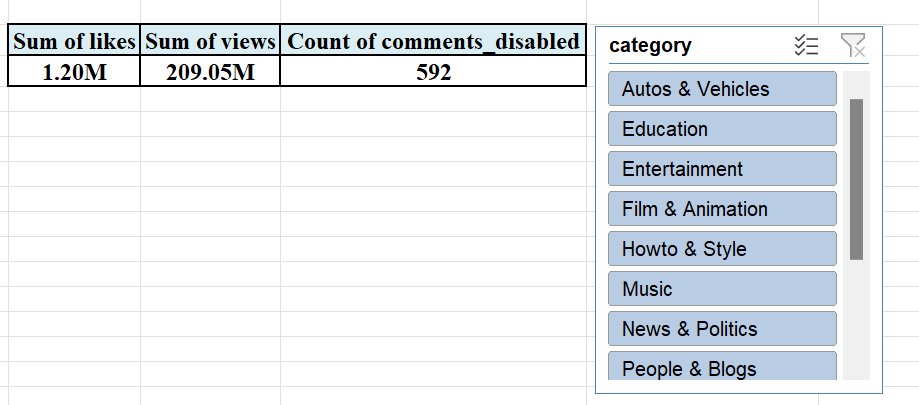 Sum of likes Sum of views Count of comments_disabled
1.20M 209.05M 592
category
Autos & Vehicles
Education
Entertainment
Film & Animation
Howto & Style
Music
News & Politics
People & Blogs